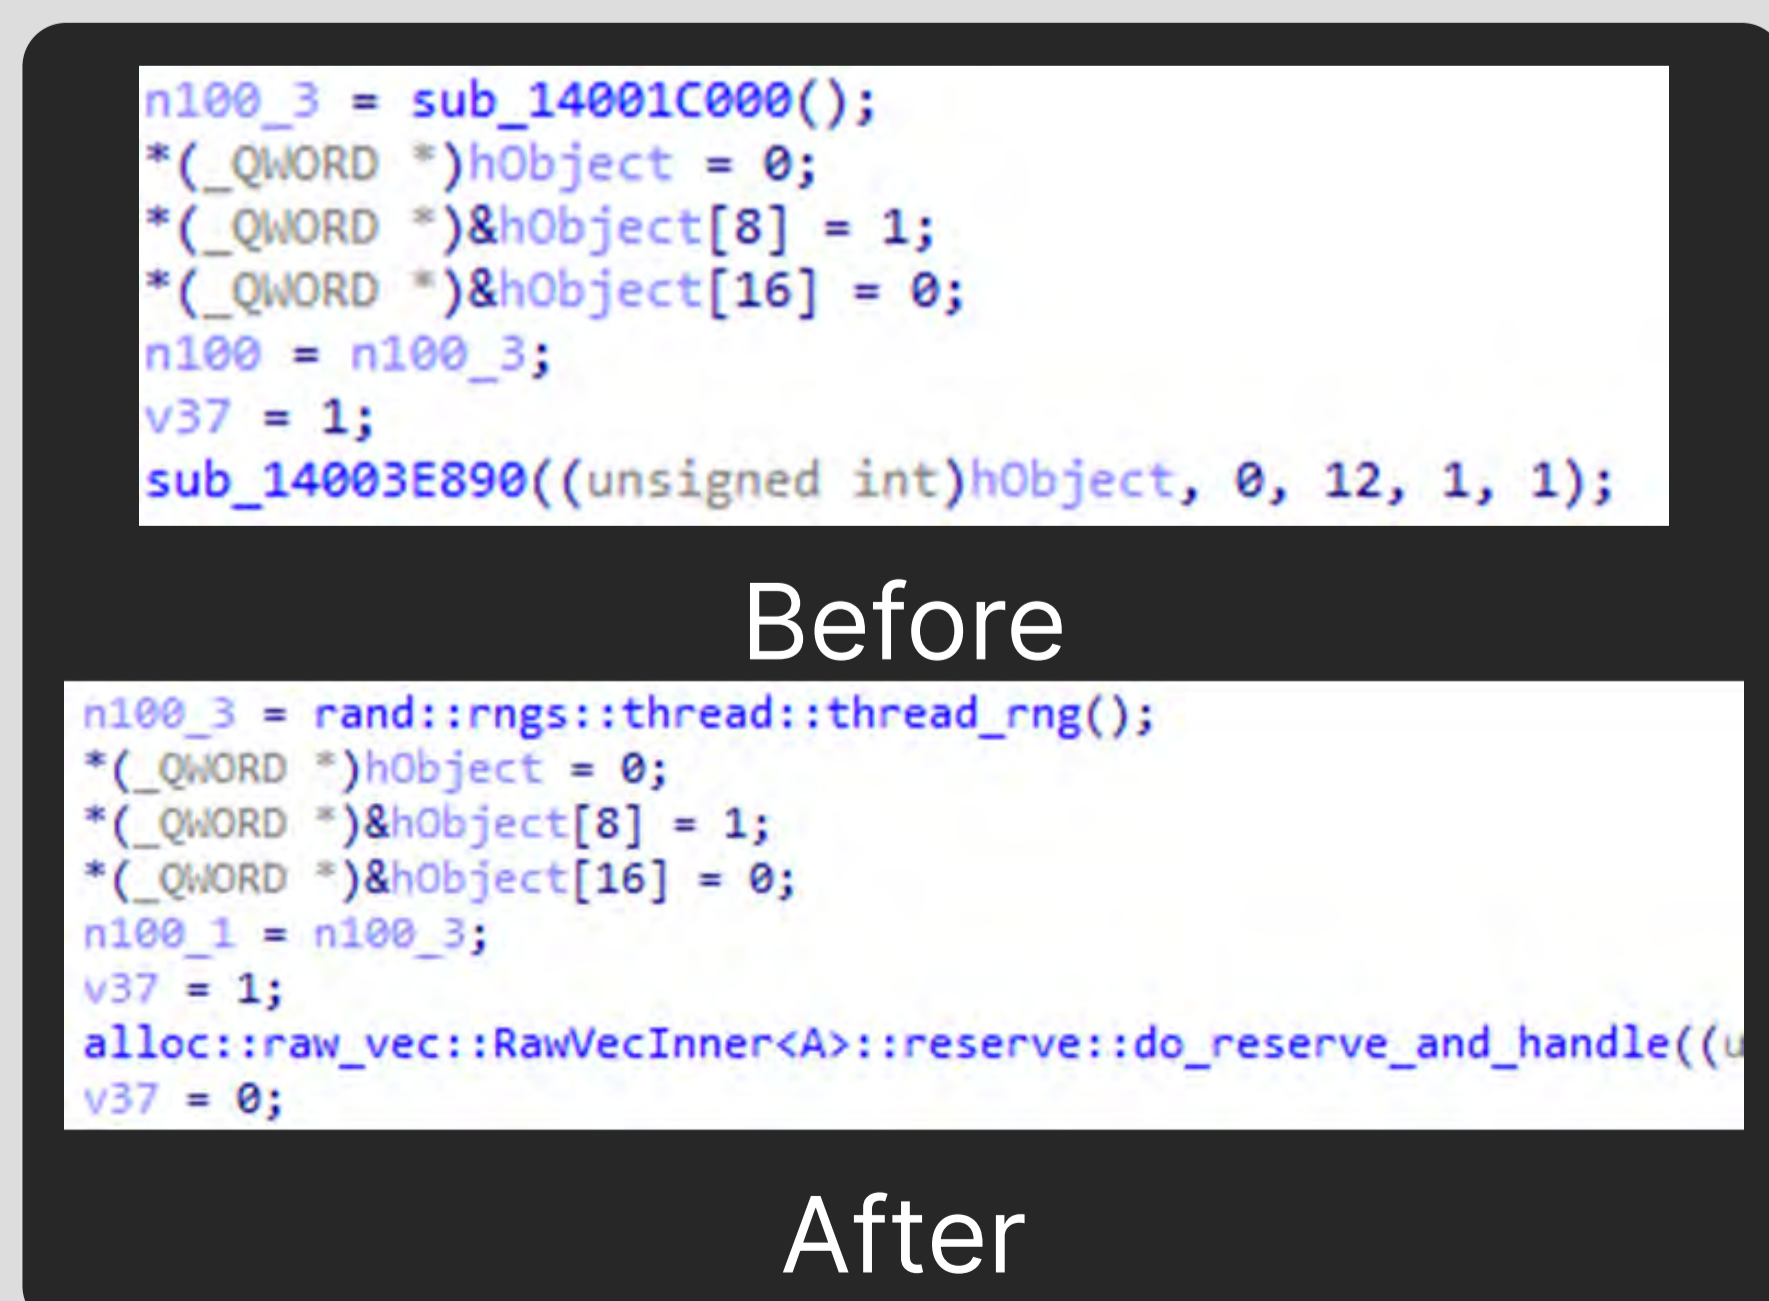 n100_3 = sub_14001C000();
*(_QWORD *)hObject = 0;
*(_QWORD *)&hObject[8] = 1;
*(_QWORD *)&hObject[16] = 0;
n100 = n100_3;
v37 = 1;
sub_14003E890((unsigned int)hObject, 0, 12, 1, 1);
Before
n100_3 = rand::rngs::thread::thread_rng();
*(_QWORD *)hObject = 0;
*(_QWORD *)&hObject[8] = 1;
*(_QWORD *)&hObject[16] = 0;
n100_1 = n100_3;
v37 = 1;
alloc::raw_vec::RawVecInner<A>::reserve::do_reserve_and_handle((u
v37 = 0;
After